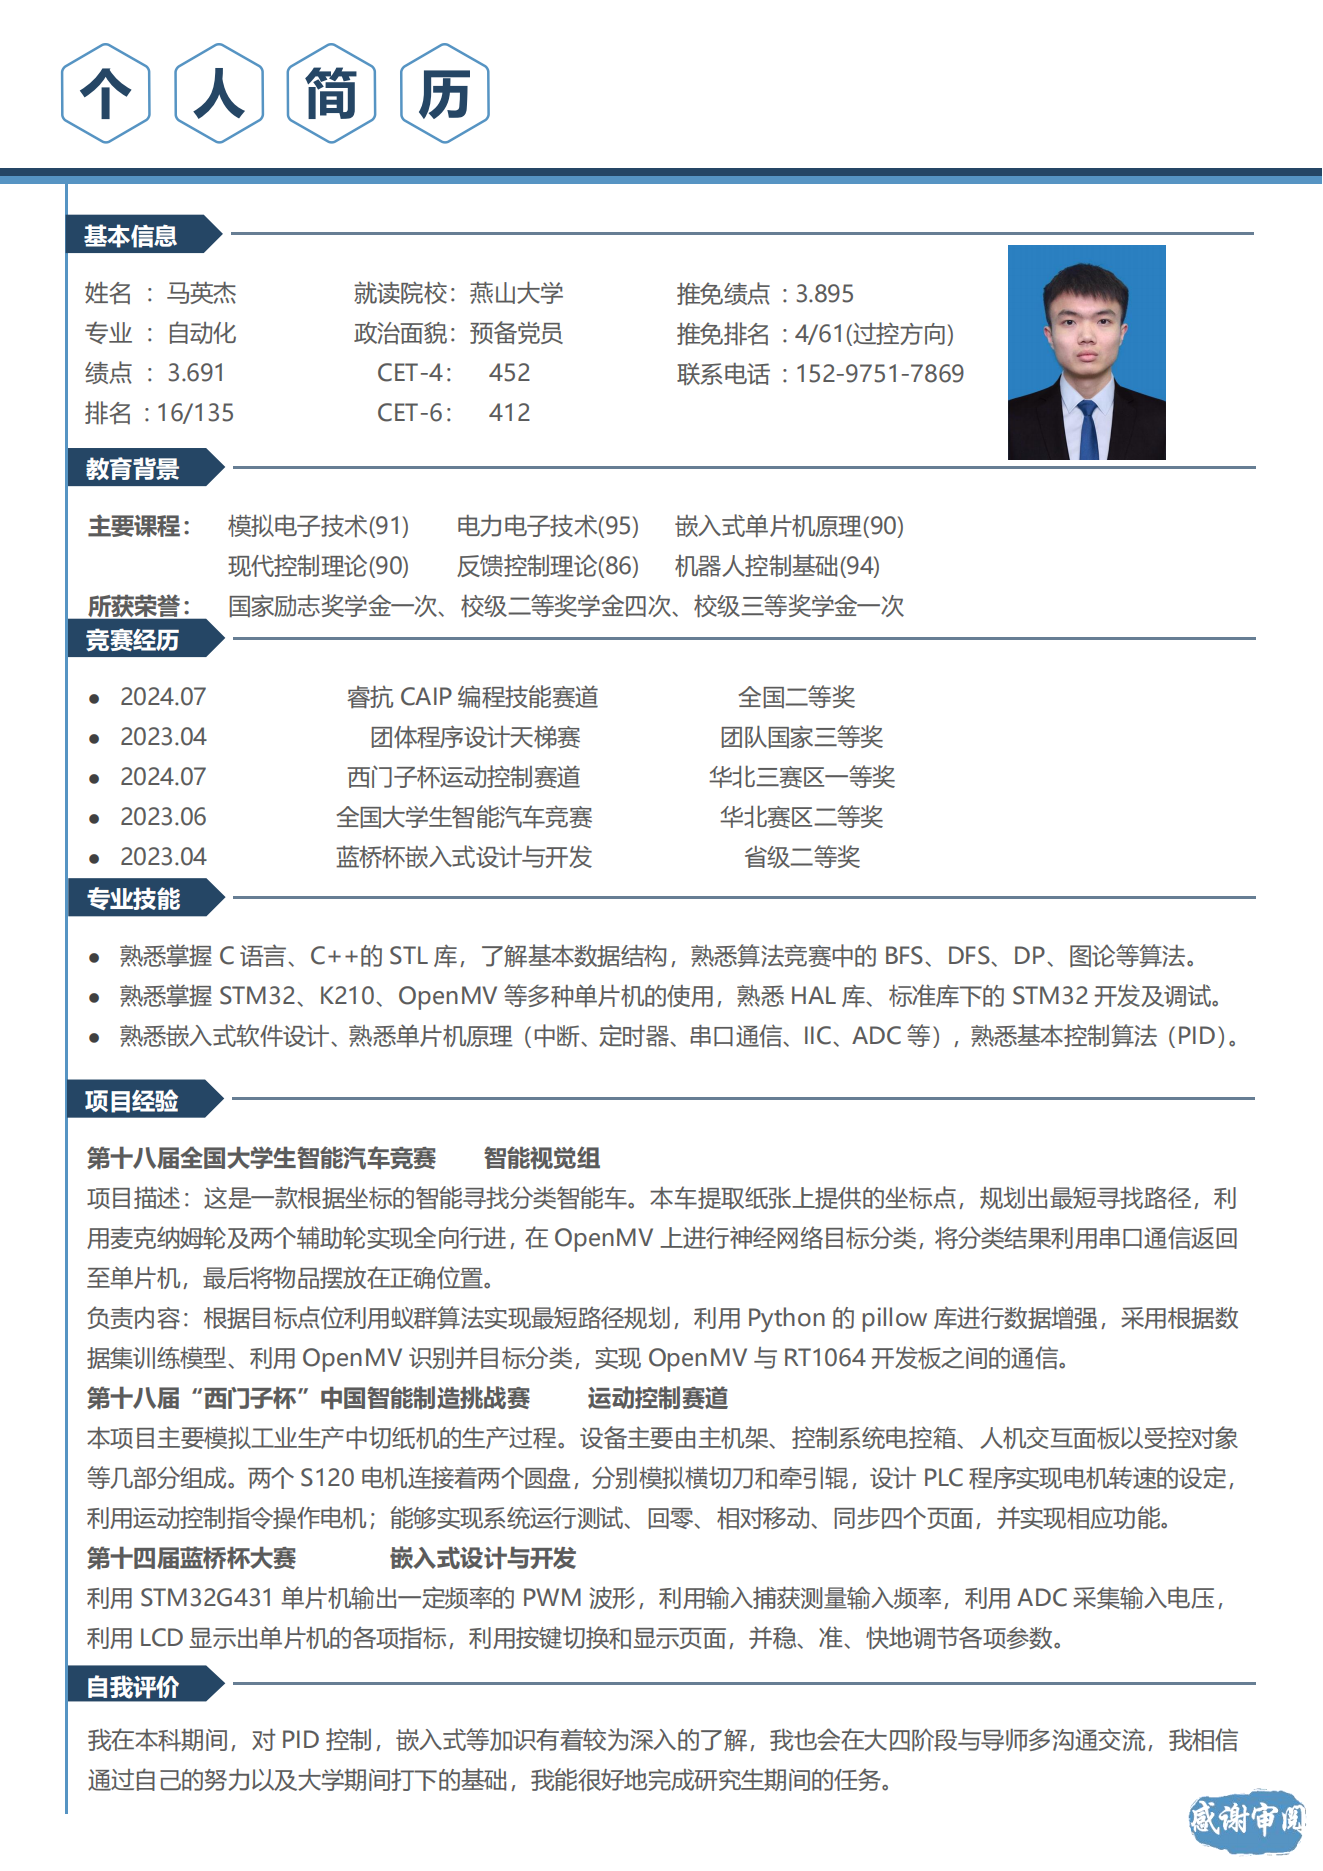 个人简历
基本信息
姓名 : 马英杰 就读院校: 燕山大学 推免绩点 : 3.895
专业 : 自动化 政治面貌: 预备党员 推免排名 : 4/61(过控方向)
绩点 : 3.691 CET-4: 452 联系电话 : 152-9751-7869
排名 : 16/135 CET-6: 412
教育背景
主要课程: 模拟电子技术(91) 电力电子技术(95) 嵌入式单片机原理(90)
现代控制理论(90) 反馈控制理论(86) 机器人控制基础(94)
所获荣誉: 国家励志奖学金一次、校级二等奖学金四次、校级三等奖学金一次
竞赛经历
● 2024.07 睿抗 CAIP 编程技能赛道 全国二等奖
● 2023.04 团体程序设计天梯赛 团队国家三等奖
● 2024.07 西门子杯运动控制赛道 华北三赛区一等奖
● 2023.06 全国大学生智能汽车竞赛 华北赛区二等奖
● 2023.04 蓝桥杯嵌入式设计与开发 省级二等奖
专业技能
● 熟悉掌握 C 语言、C++的 STL 库，了解基本数据结构，熟悉算法竞赛中的 BFS、DFS、DP、图论等算法。
● 熟悉掌握 STM32、K210、OpenMV 等多种单片机的使用，熟悉 HAL 库、标准库下的 STM32 开发及调试。
● 熟悉嵌入式软件设计、熟悉单片机原理（中断、定时器、串口通信、IIC、ADC 等），熟悉基本控制算法（PID）。
项目经验
第十八届全国大学生智能汽车竞赛 智能视觉组
项目描述：这是一款根据坐标的智能寻找分类智能车。本车提取纸张上提供的坐标点，规划出最短寻找路径，利
用麦克纳姆轮及两个辅助轮实现全向行进，在 OpenMV 上进行神经网络目标分类，将分类结果利用串口通信返回
至单片机，最后将物品摆放在正确位置。
负责内容：根据目标点位利用蚁群算法实现最短路径规划，利用 Python 的 pillow 库进行数据增强，采用根据数
据集训练模型、利用 OpenMV 识别并目标分类，实现 OpenMV 与 RT1064 开发板之间的通信。
第十八届“西门子杯”中国智能制造挑战赛 运动控制赛道
本项目主要模拟工业生产中切纸机的生产过程。设备主要由主机架、控制系统电控箱、人机交互面板以受控对象
等几部分组成。两个 S120 电机连接着两个圆盘，分别模拟横切刀和牵引辊，设计 PLC 程序实现电机转速的设定，
利用运动控制指令操作电机；能够实现系统运行测试、回零、相对移动、同步四个页面，并实现相应功能。
第十四届蓝桥杯大赛 嵌入式设计与开发
利用 STM32G431 单片机输出一定频率的 PWM 波形，利用输入捕获测量输入频率，利用 ADC 采集输入电压，
利用 LCD 显示出单片机的各项指标，利用按键切换和显示页面，并稳、准、快地调节各项参数。
自我评价
我在本科期间，对 PID 控制，嵌入式等加识有着较为深入的了解，我也会在大四阶段与导师多沟通交流，我相信
通过自己的努力以及大学期间打下的基础，我能很好地完成研究生期间的任务。
感谢审阅